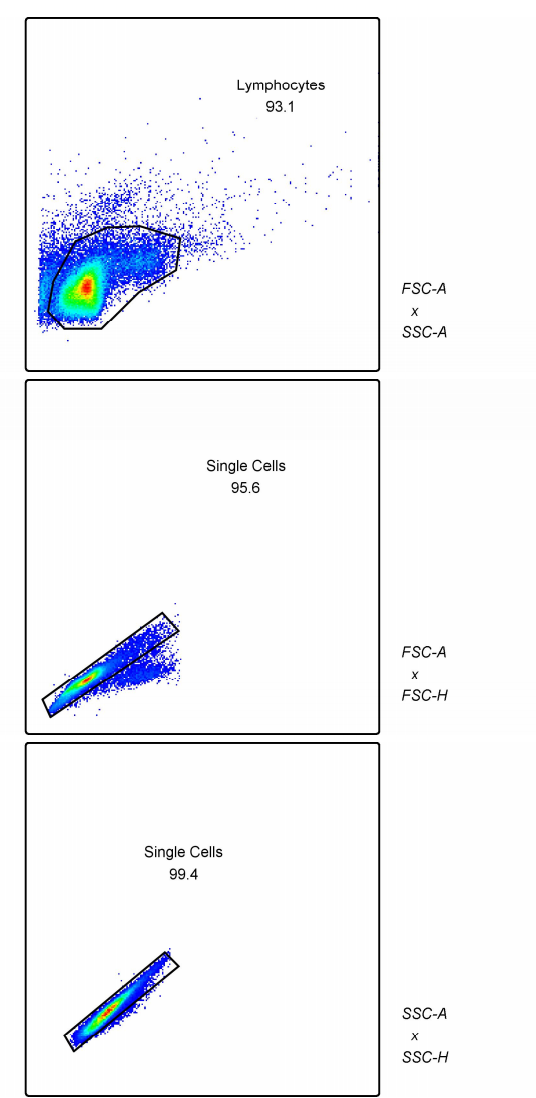 Lymphocytes
93.1
FSC-A
x
SSC-A
Single Cells
95.6
FSC-A
x
FSC-H
Single Cells
99.4
SSC-A
x
SSC-H